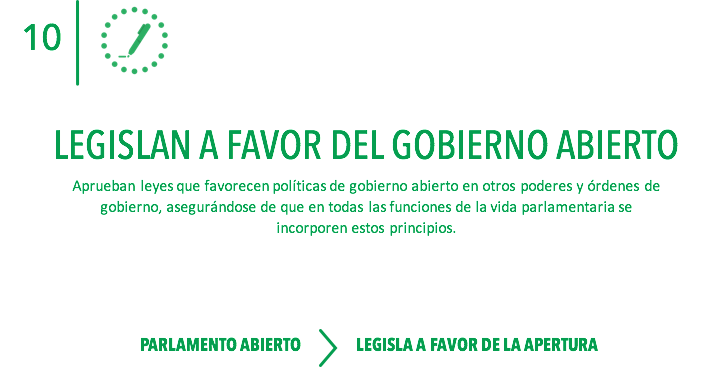 10
LEGISLAN A FAVOR DEL GOBIERNO ABIERTO
Aprueban leyes que favorecen políticas de gobierno abierto en otros poderes y órdenes de
gobierno, asegurándose de que en todas las funciones de la vida parlamentaria se
incorporen estos principios.
PARLAMENTO ABIERTO LEGISLA A FAVOR DE LA APERTURA